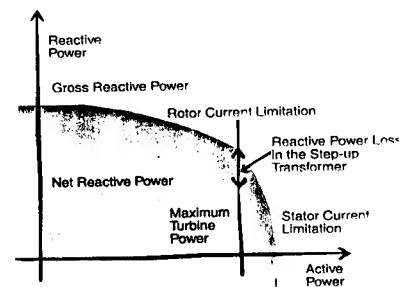 Reactive
Power
Gross Reactive Power
Rotor Current Limitation
Reactive Power Loss
in the Step-up
Transformer
Net Reactive Power
Maximum
Turbine
Power
Stator Current
Limitation
Active
Power